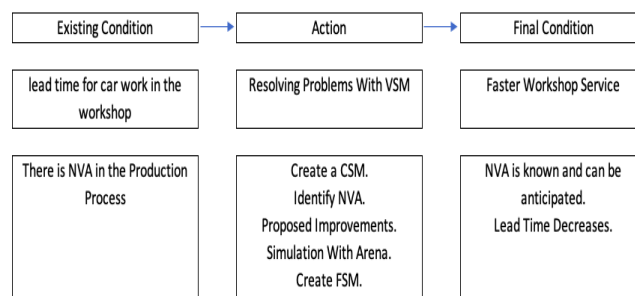 Existing Condition
Action
Final Condition
lead time for car work in the
workshop
Resolving Problems With VSM
Faster Workshop Service
There is NVA in the Production
Process
Create a CSM.
Identify NVA.
Proposed Improvements.
Simulation With Arena.
Create FSM.
NVA is known and can be
anticipated.
Lead Time Decreases.